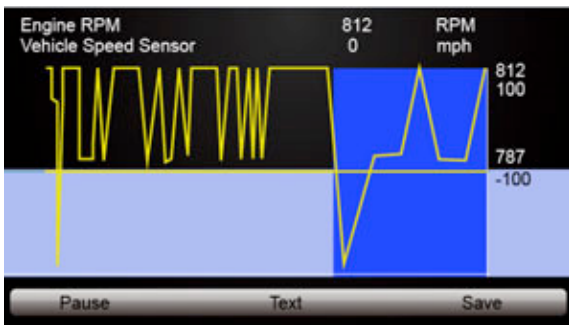 Engine RPM 812 RPM
Vehicle Speed Sensor 0 mph
812
100
787
-100
Pause Text Save